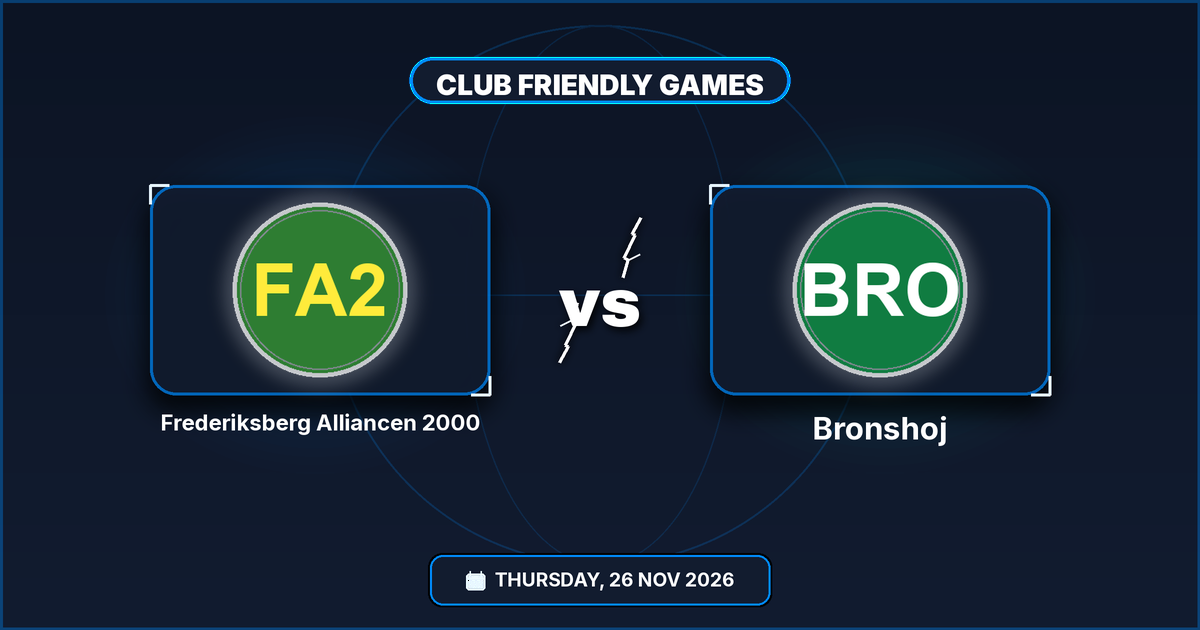 CLUB FRIENDLY GAMES
FA2
VS
BRO
Frederiksberg Alliancen 2000
Bronshoj
THURSDAY, 26 NOV 2026